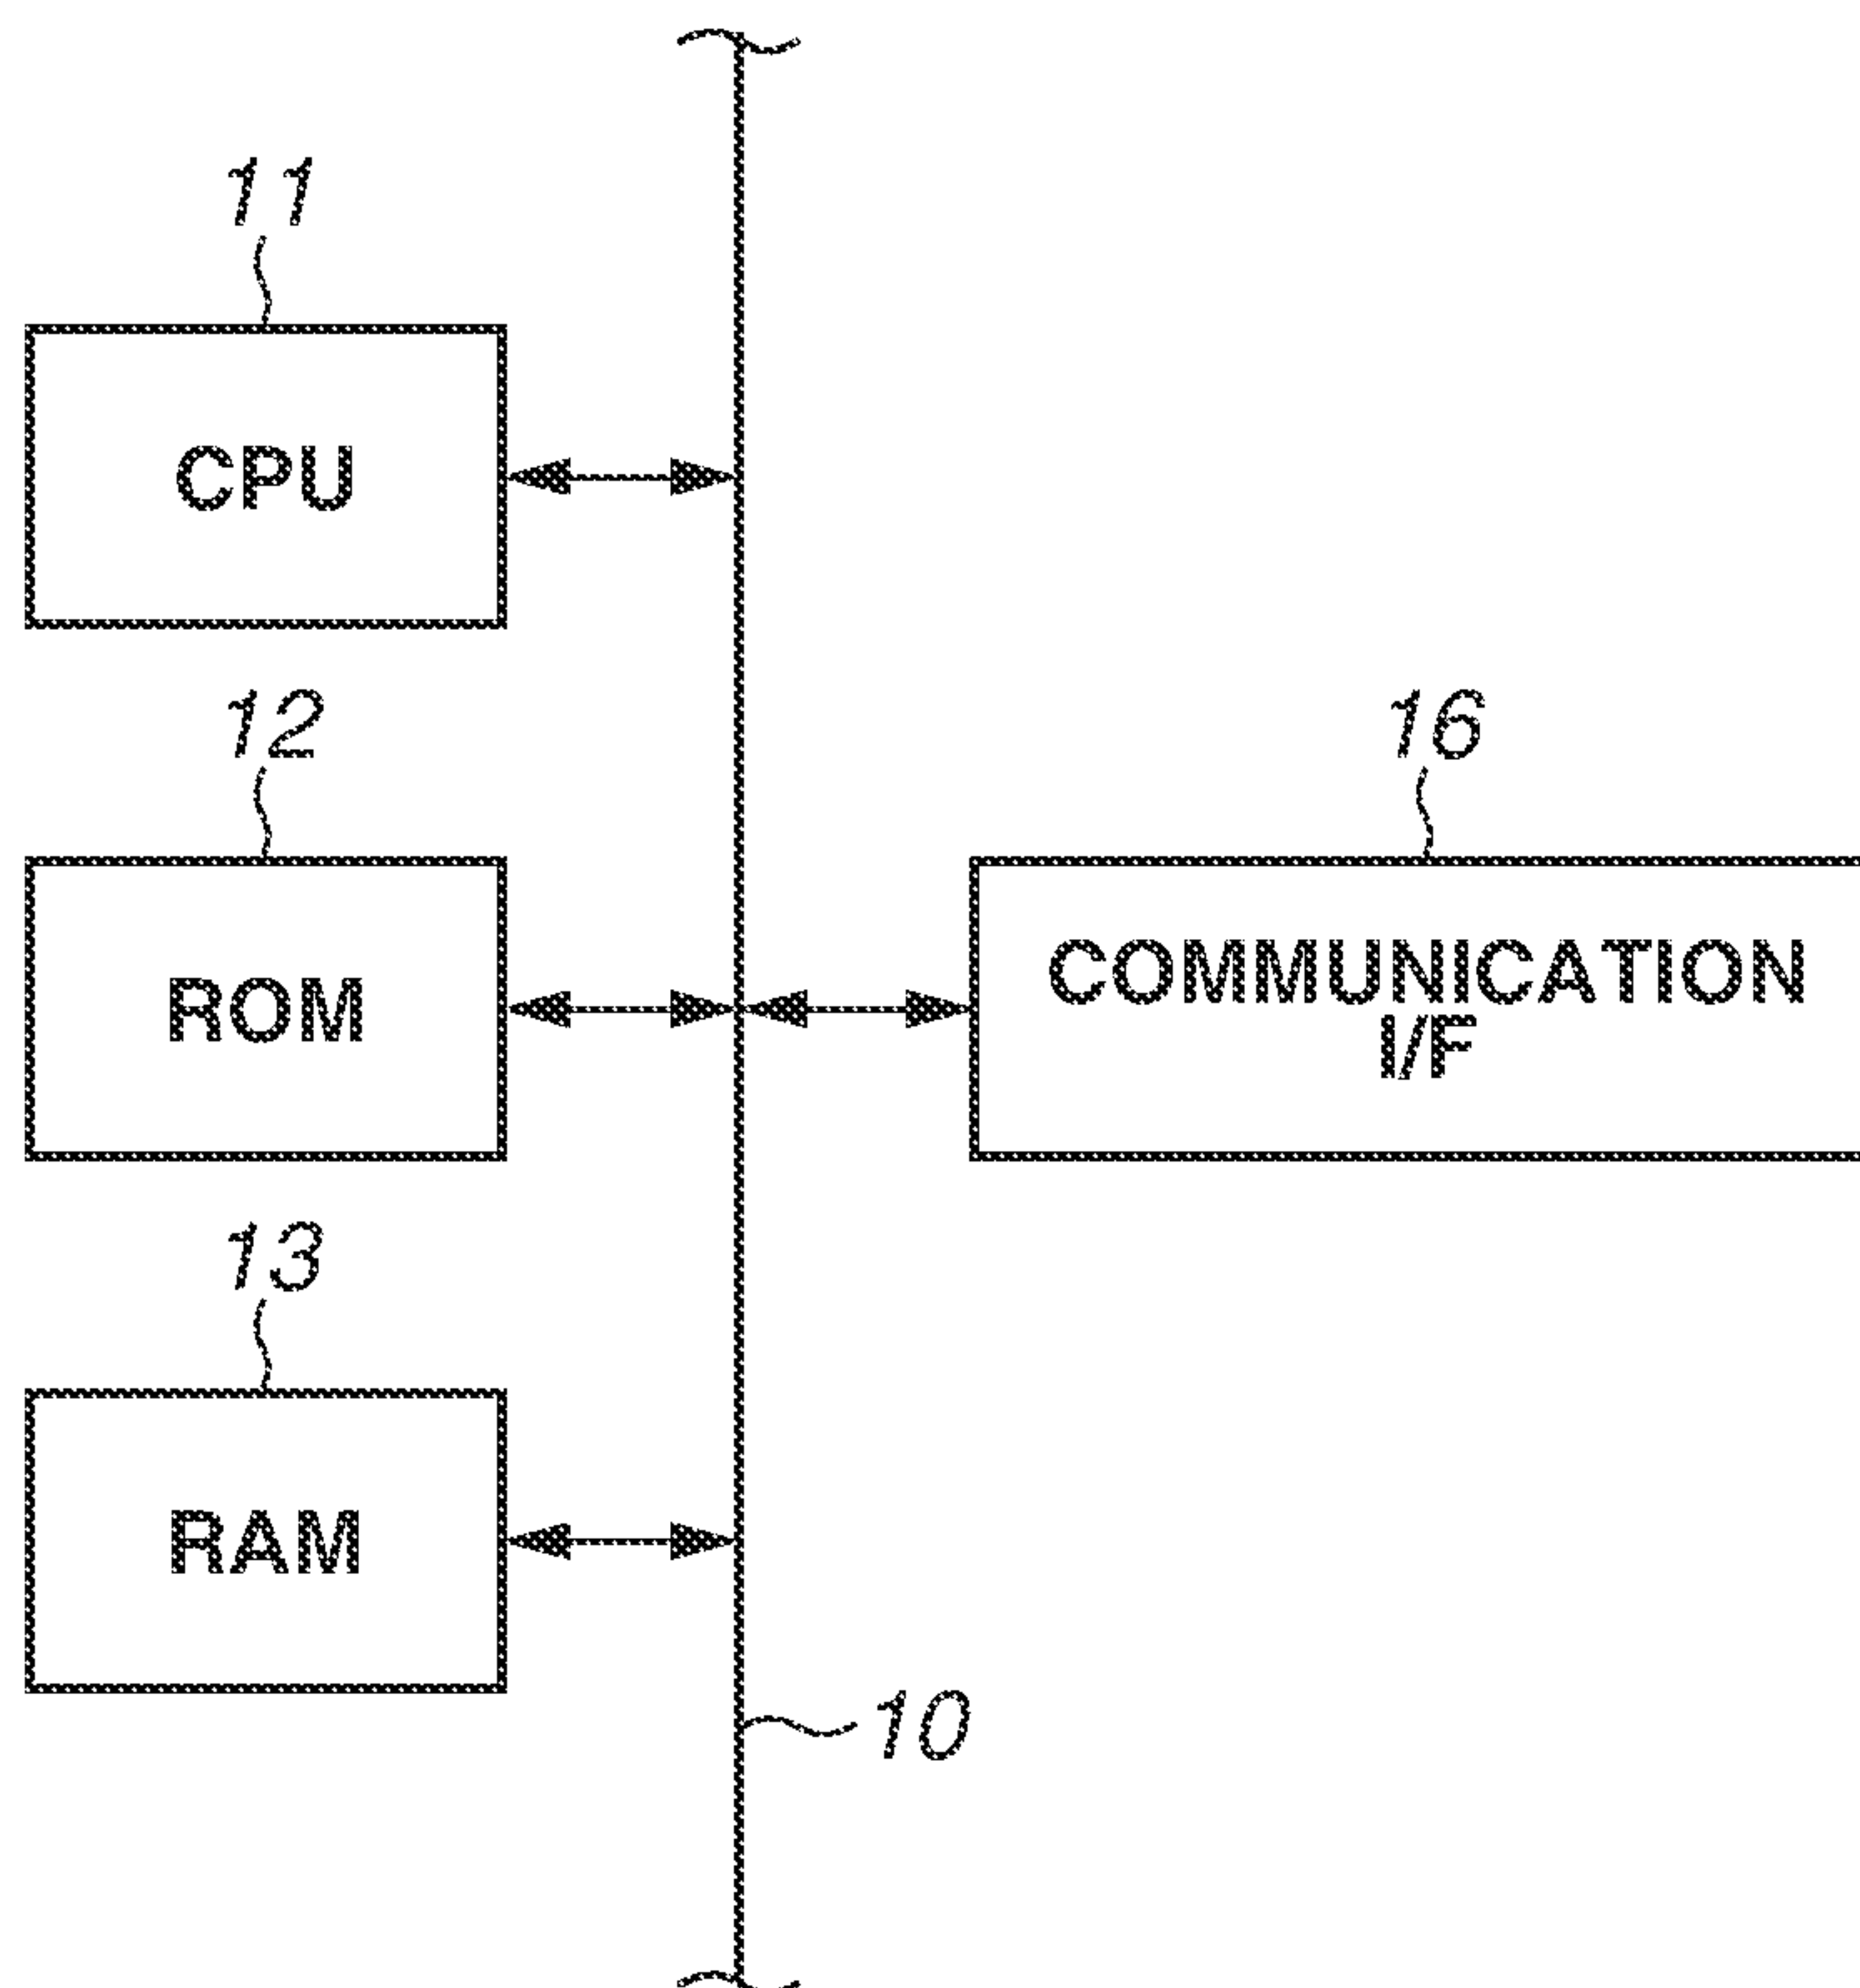 11
CPU
12
ROM
13
RAM
16
COMMUNICATION
I/F
10